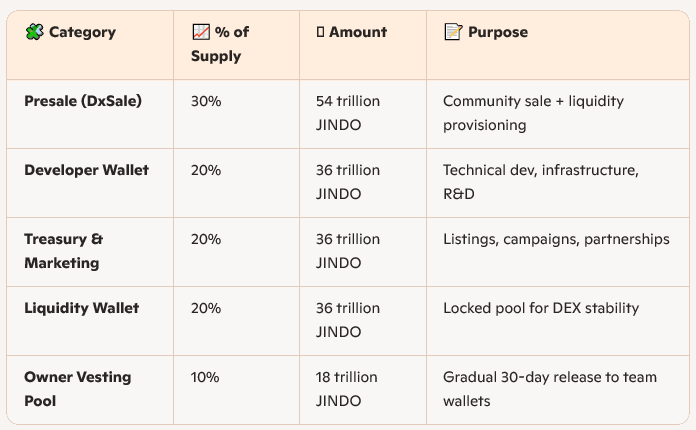 🧩 Category
📈 % of
Supply
▯ Amount
📝 Purpose
Presale (DxSale)
30%
54 trillion
JINDO
Community sale + liquidity
provisioning
Developer Wallet
20%
36 trillion
JINDO
Technical dev, infrastructure,
R&D
Treasury &
Marketing
20%
36 trillion
JINDO
Listings, campaigns, partnerships
Liquidity Wallet
20%
36 trillion
JINDO
Locked pool for DEX stability
Owner Vesting
Pool
10%
18 trillion
JINDO
Gradual 30-day release to team
wallets